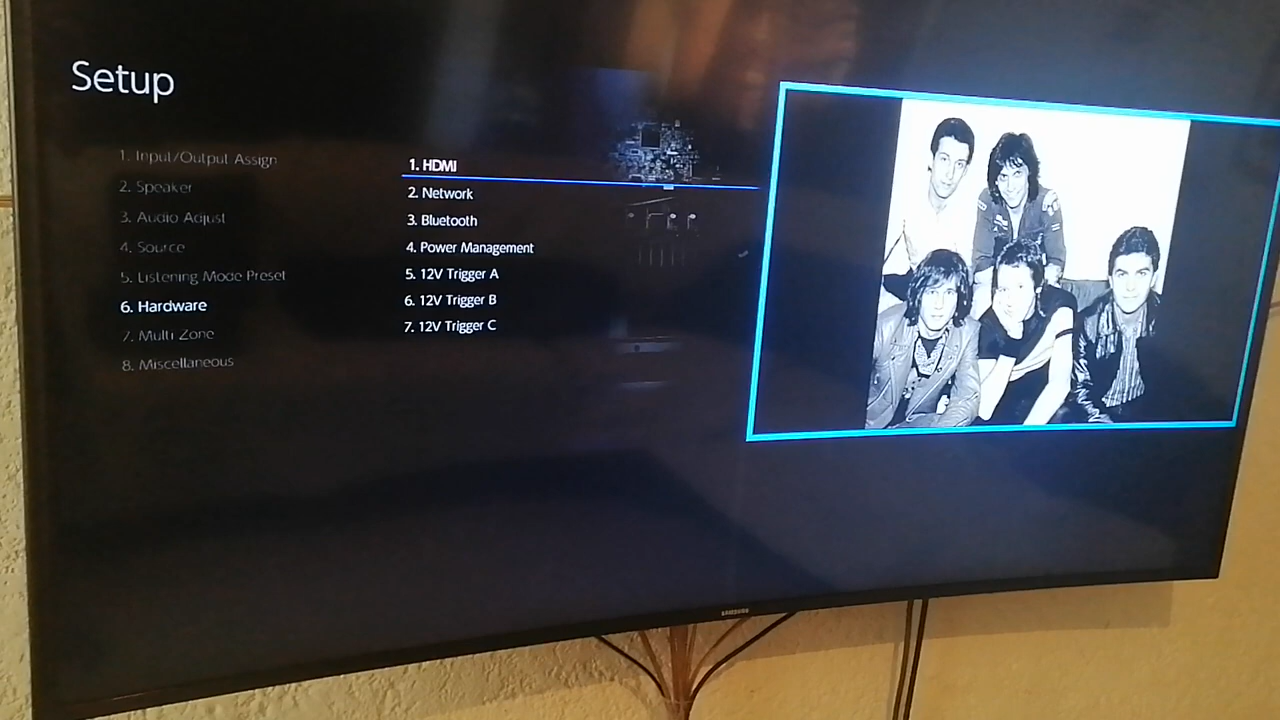 Setup
1. Input/Output Assign
2. Speaker
3. Audio Adjust
4. Source
5. Listening Mode Preset
6. Hardware
7. Multi Zone
8. Miscellaneous
1. HDMI
2. Network
3. Bluetooth
4. Power Management
5. 12V Trigger A
6. 12V Trigger B
7. 12V Trigger C
SAMSUNG